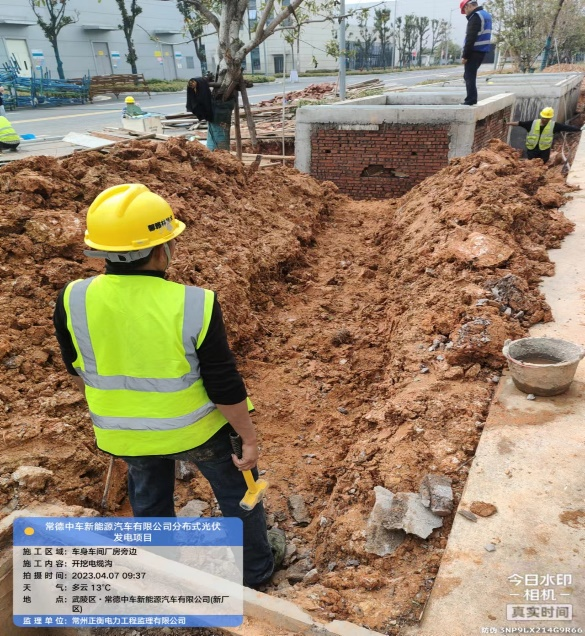 常德中车新能源汽车有限公司分布式光伏
发电项目
施工区域：车身车间厂房旁边
施工内容：开挖电缆沟
拍摄时间：2023.04.07 09:37
天 气：多云 13℃
地 点：武陵区·常德中车新能源汽车有限公司(新厂
区)
监理单位：常州正衡电力工程监理有限公司
今日水印
相机
真实时间
防伪 3NP9LX214G9R66